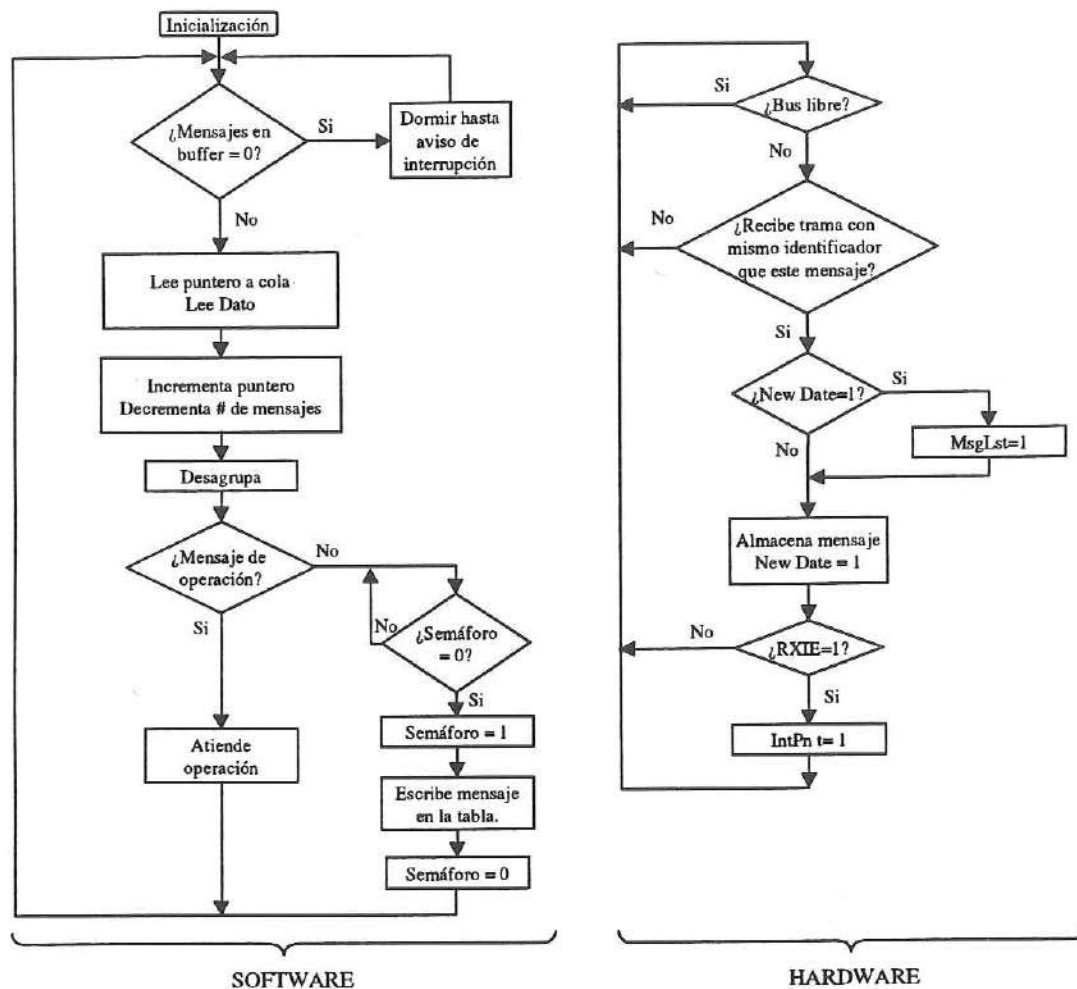 Inicialización
¿Mensajes en
buffer = 0?
Si
Dormir hasta
aviso de
interrupción
No
Lee puntero a cola
Lee Dato
Incrementa puntero
Decrementa # de mensajes
Desagrupa
¿Mensaje de
operación?
No
Si
No
¿Semáforo
= 0?
Si
Semáforo = 1
Atiende
operación
Escribe mensaje
en la tabla.
Semáforo = 0
SOFTWARE
Si
¿Bus libre?
No
No
¿Recibe trama con
mismo identificador
que este mensaje?
Si
¿New Date=1?
Si
MsgLst=1
No
Almacena mensaje
New Date = 1
No
¿RXIE=1?
Si
IntPn t= 1
HARDWARE